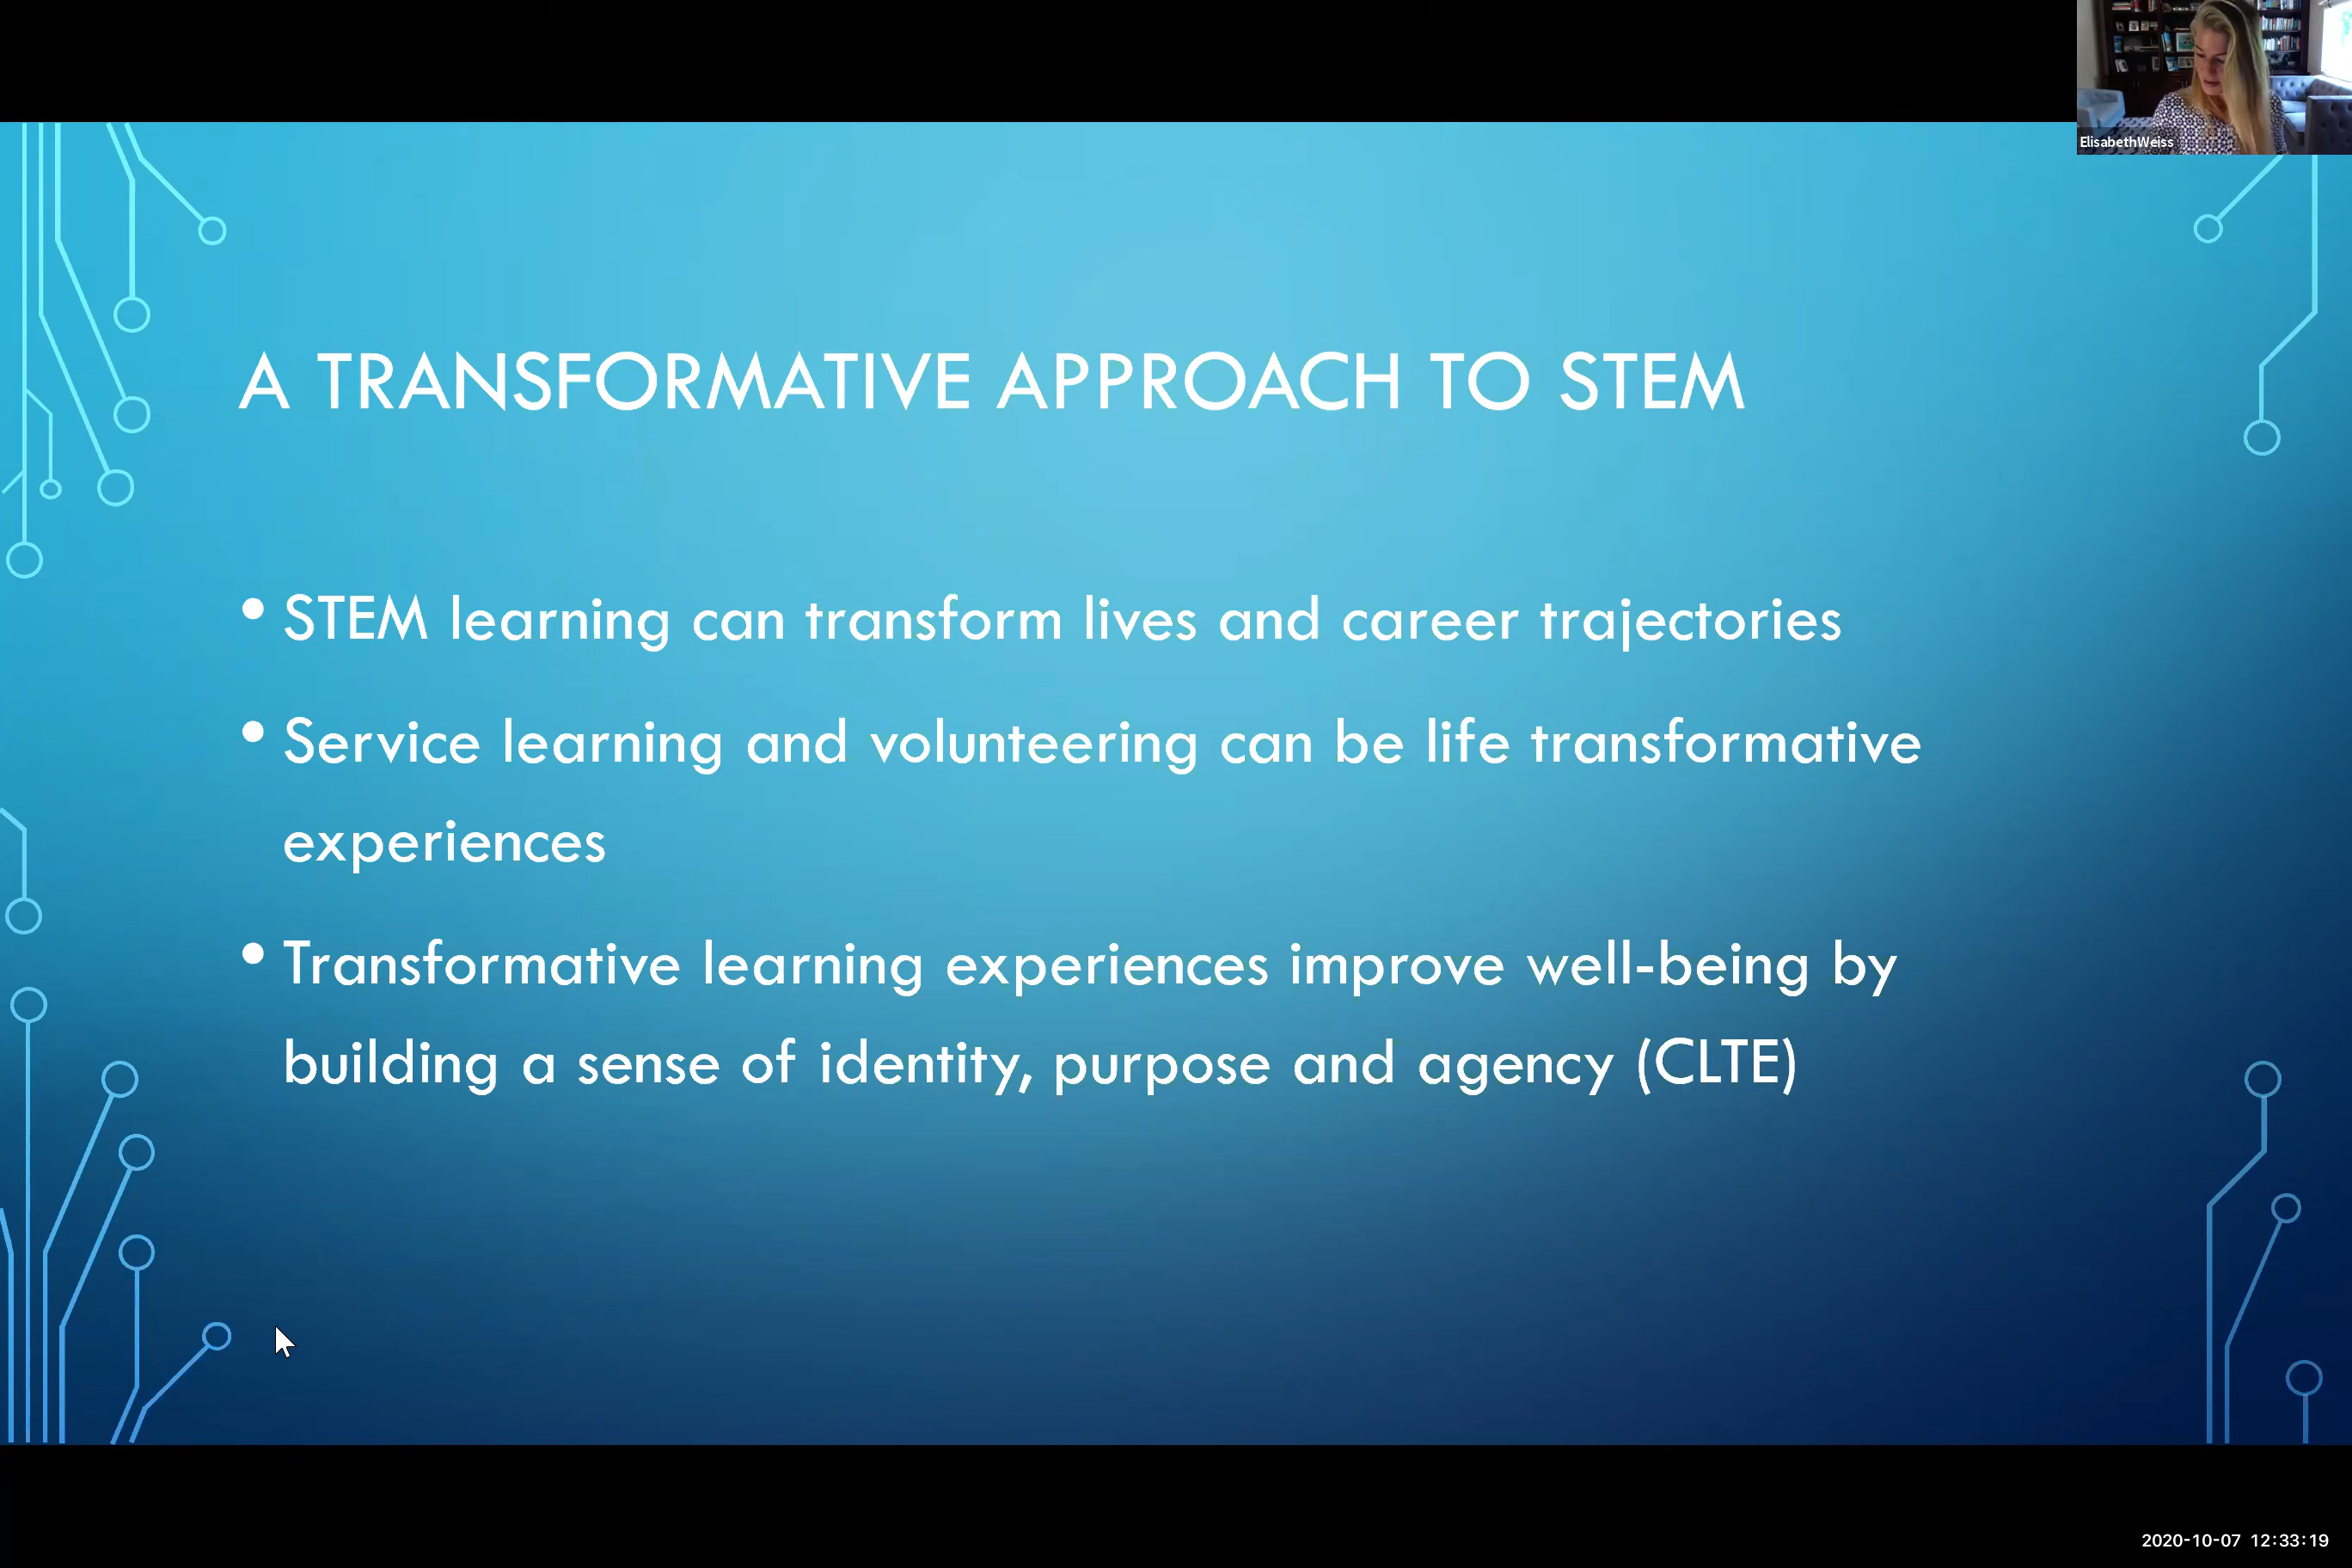 ElisabethWeiss
A TRANSFORMATIVE APPROACH TO STEM
• STEM learning can transform lives and career trajectories
• Service learning and volunteering can be life transformative
experiences
• Transformative learning experiences improve well-being by
building a sense of identity, purpose and agency (CLTE)
2020-10-07 12:33:19